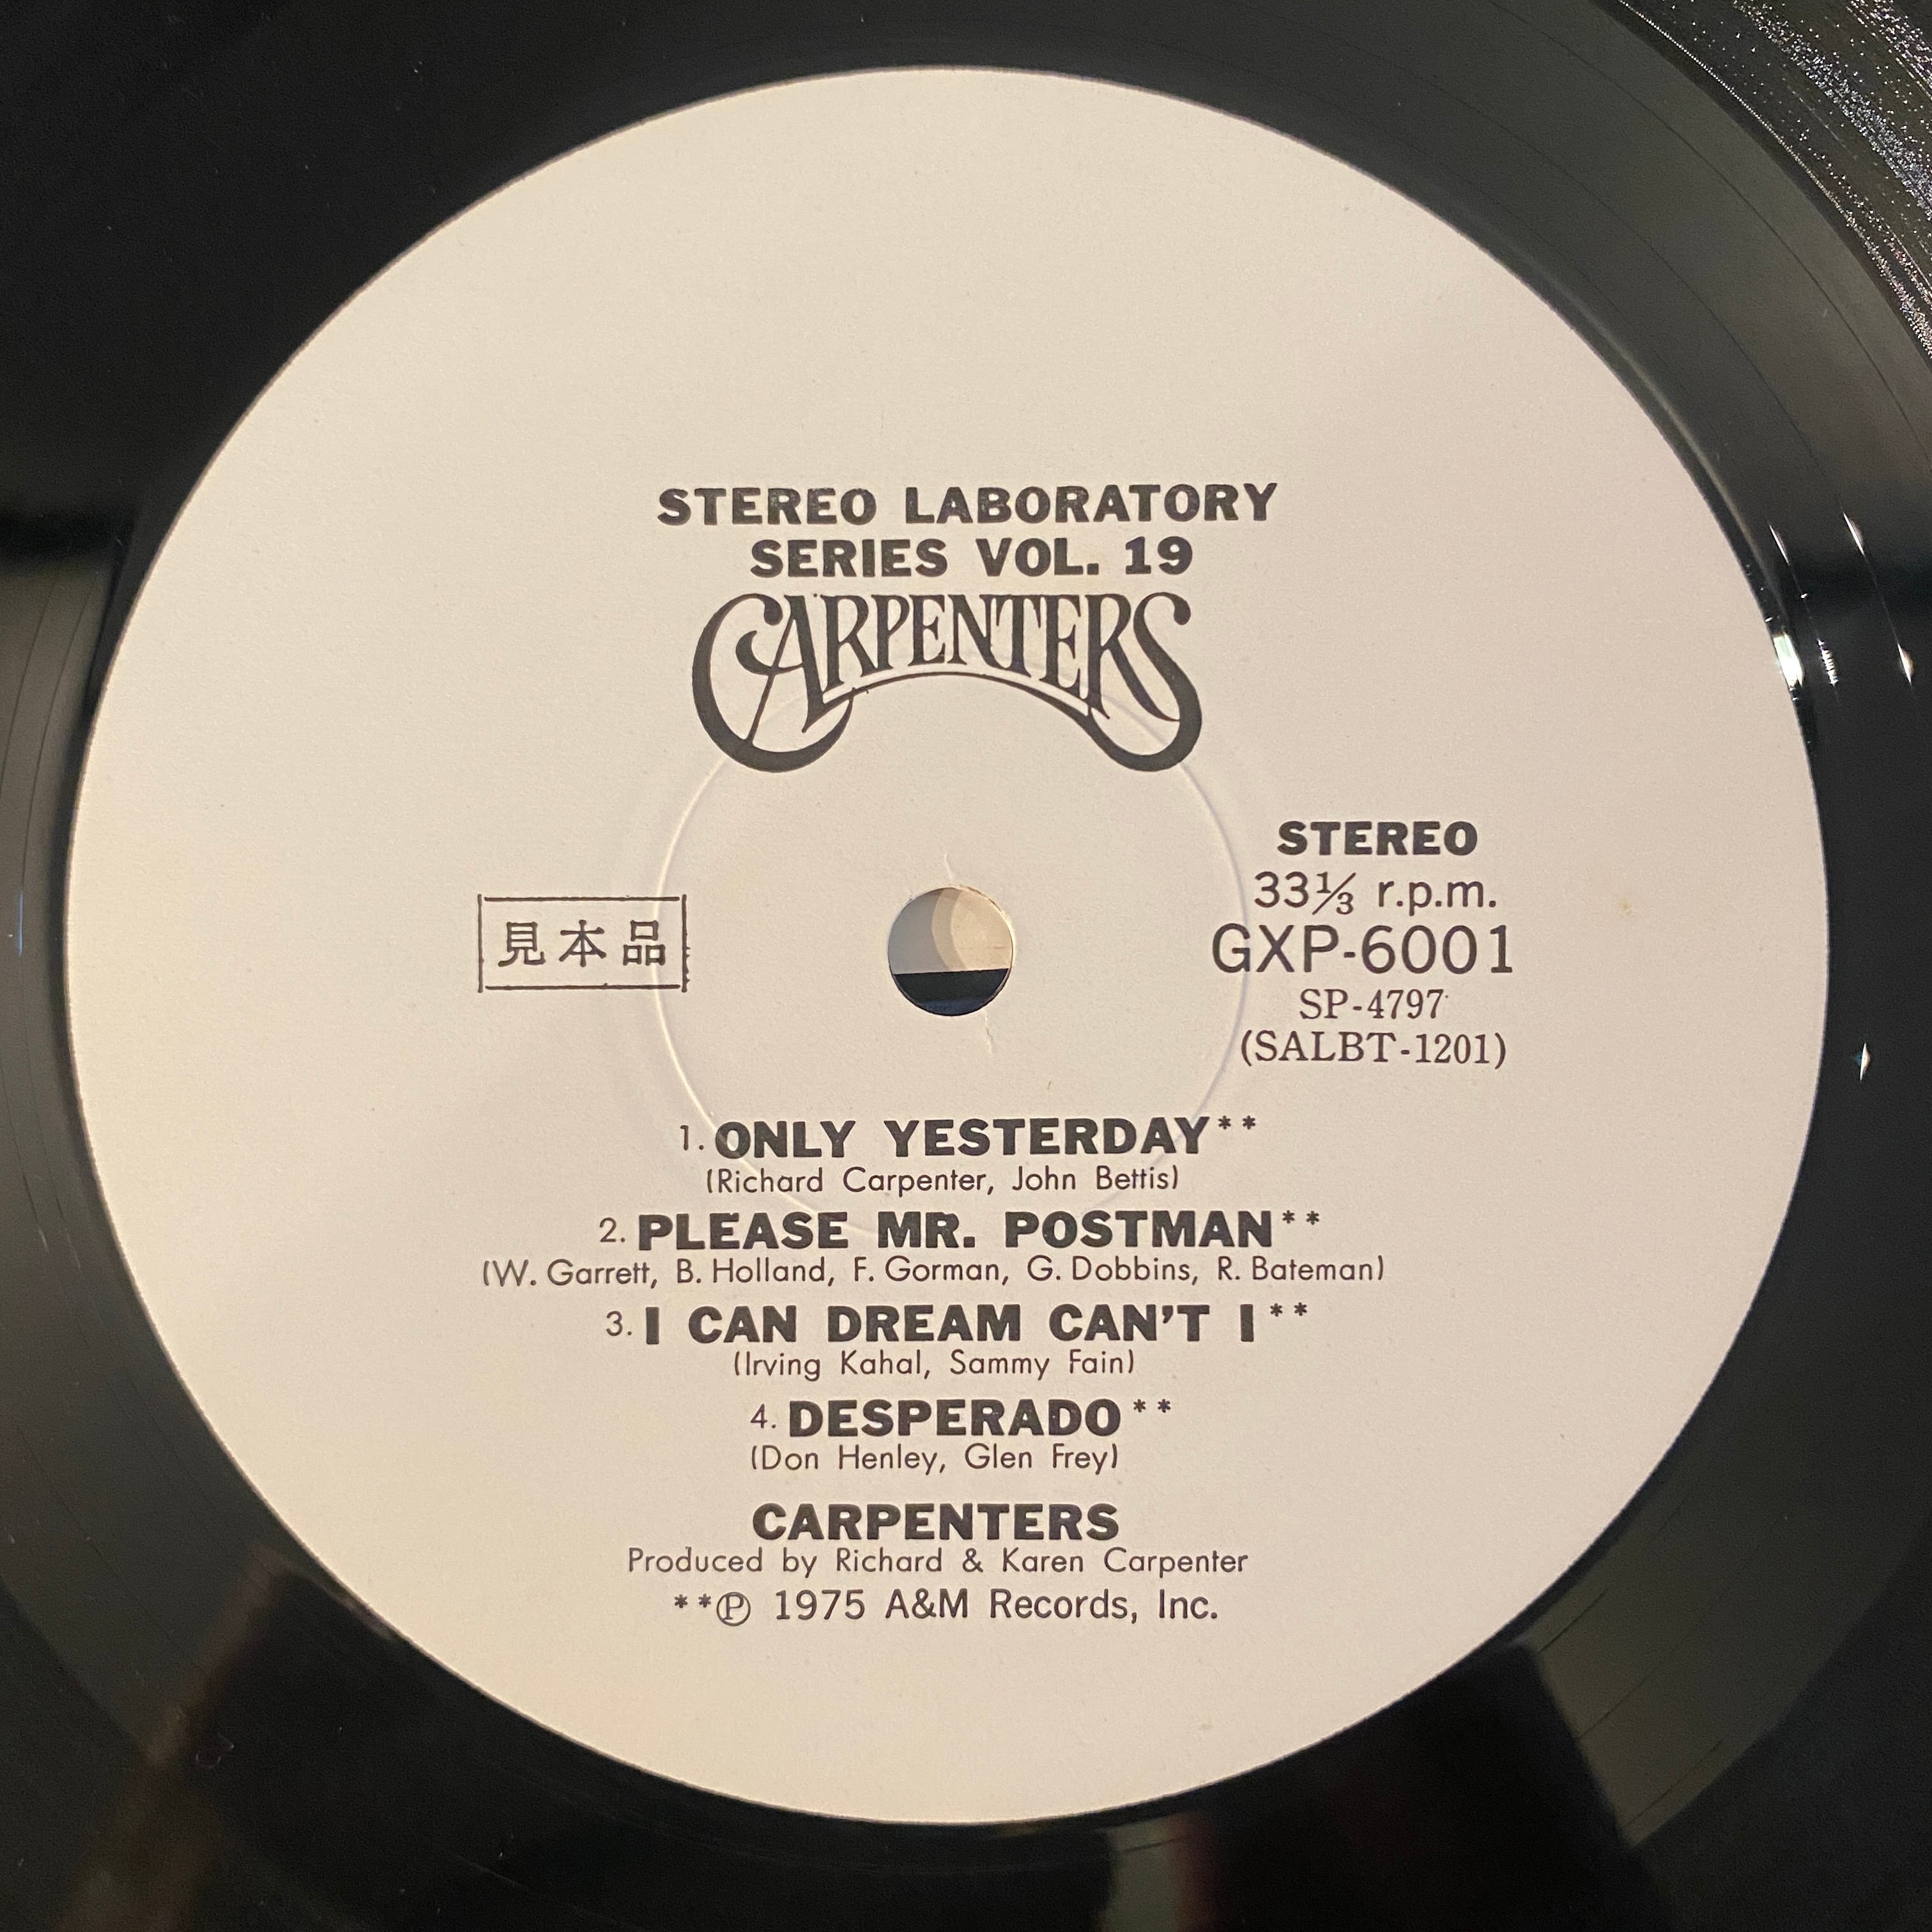 STEREO LABORATORY
SERIES VOL. 19
CARPENTERS
STEREO
33⅓ r.p.m.
GXP-6001
SP-4797
(SALBT-1201)
見本品
1. ONLY YESTERDAY**
(Richard Carpenter, John Bettis)
2. PLEASE MR. POSTMAN**
(W. Garrett, B. Holland, F. Gorman, G. Dobbins, R. Bateman)
3. I CAN DREAM CAN'T I**
(Irving Kahal, Sammy Fain)
4. DESPERADO**
(Don Henley, Glen Frey)
CARPENTERS
Produced by Richard & Karen Carpenter
**Ⓟ 1975 A&M Records, Inc.